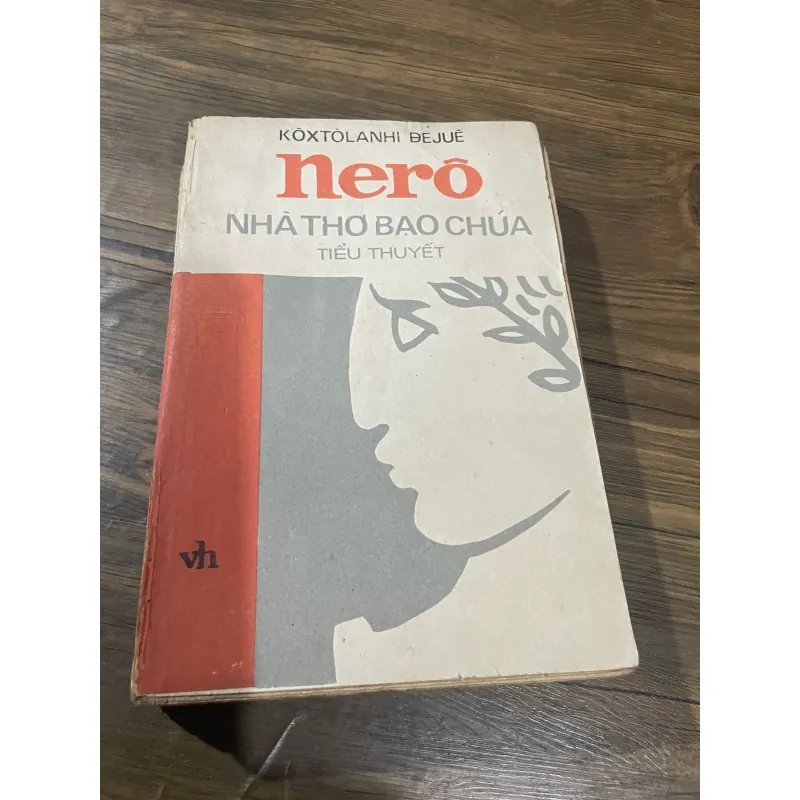 KÔXTÔLANHI ĐEJUÊ
nerô
NHÀ THƠ BẠO CHÚA
TIỂU THUYẾT
vh